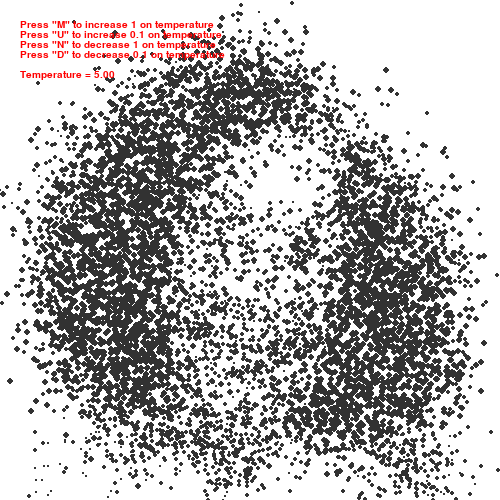 Press "M" to increase 1 on temperature
Press "U" to increase 0.1 on temperature
Press "N" to decrease 1 on temperature
Press "D" to decrease 0.1 on temperature
Temperature = 5.00